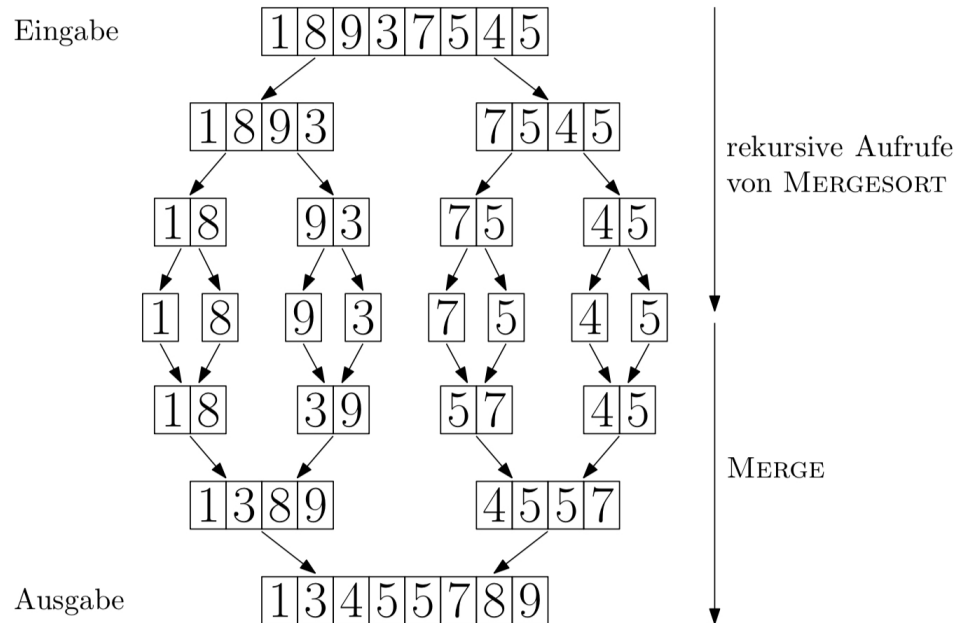 Eingabe
1 8 9 3 7 5 4 5
1 8 9 3 7 5 4 5
rekursive Aufrufe
von MERGESORT
1 8 9 3 7 5 4 5
1 8 9 3 7 5 4 5
1 8 3 9 5 7 4 5
MERGE
1 3 8 9 4 5 5 7
Ausgabe
1 3 4 5 5 7 8 9